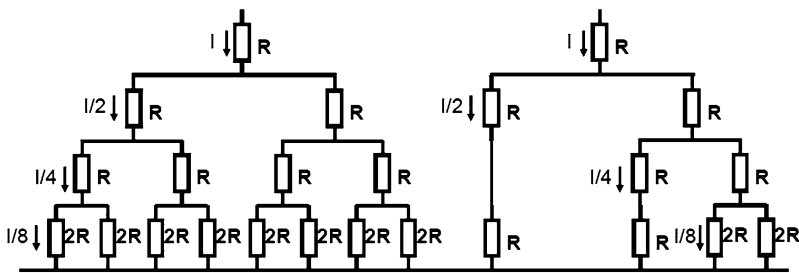 I R I R
I/2 R R I/2 R R
I/4 R R R R I/4 R R
I/8 2R 2R 2R 2R 2R 2R 2R 2R R R I/8 2R 2R